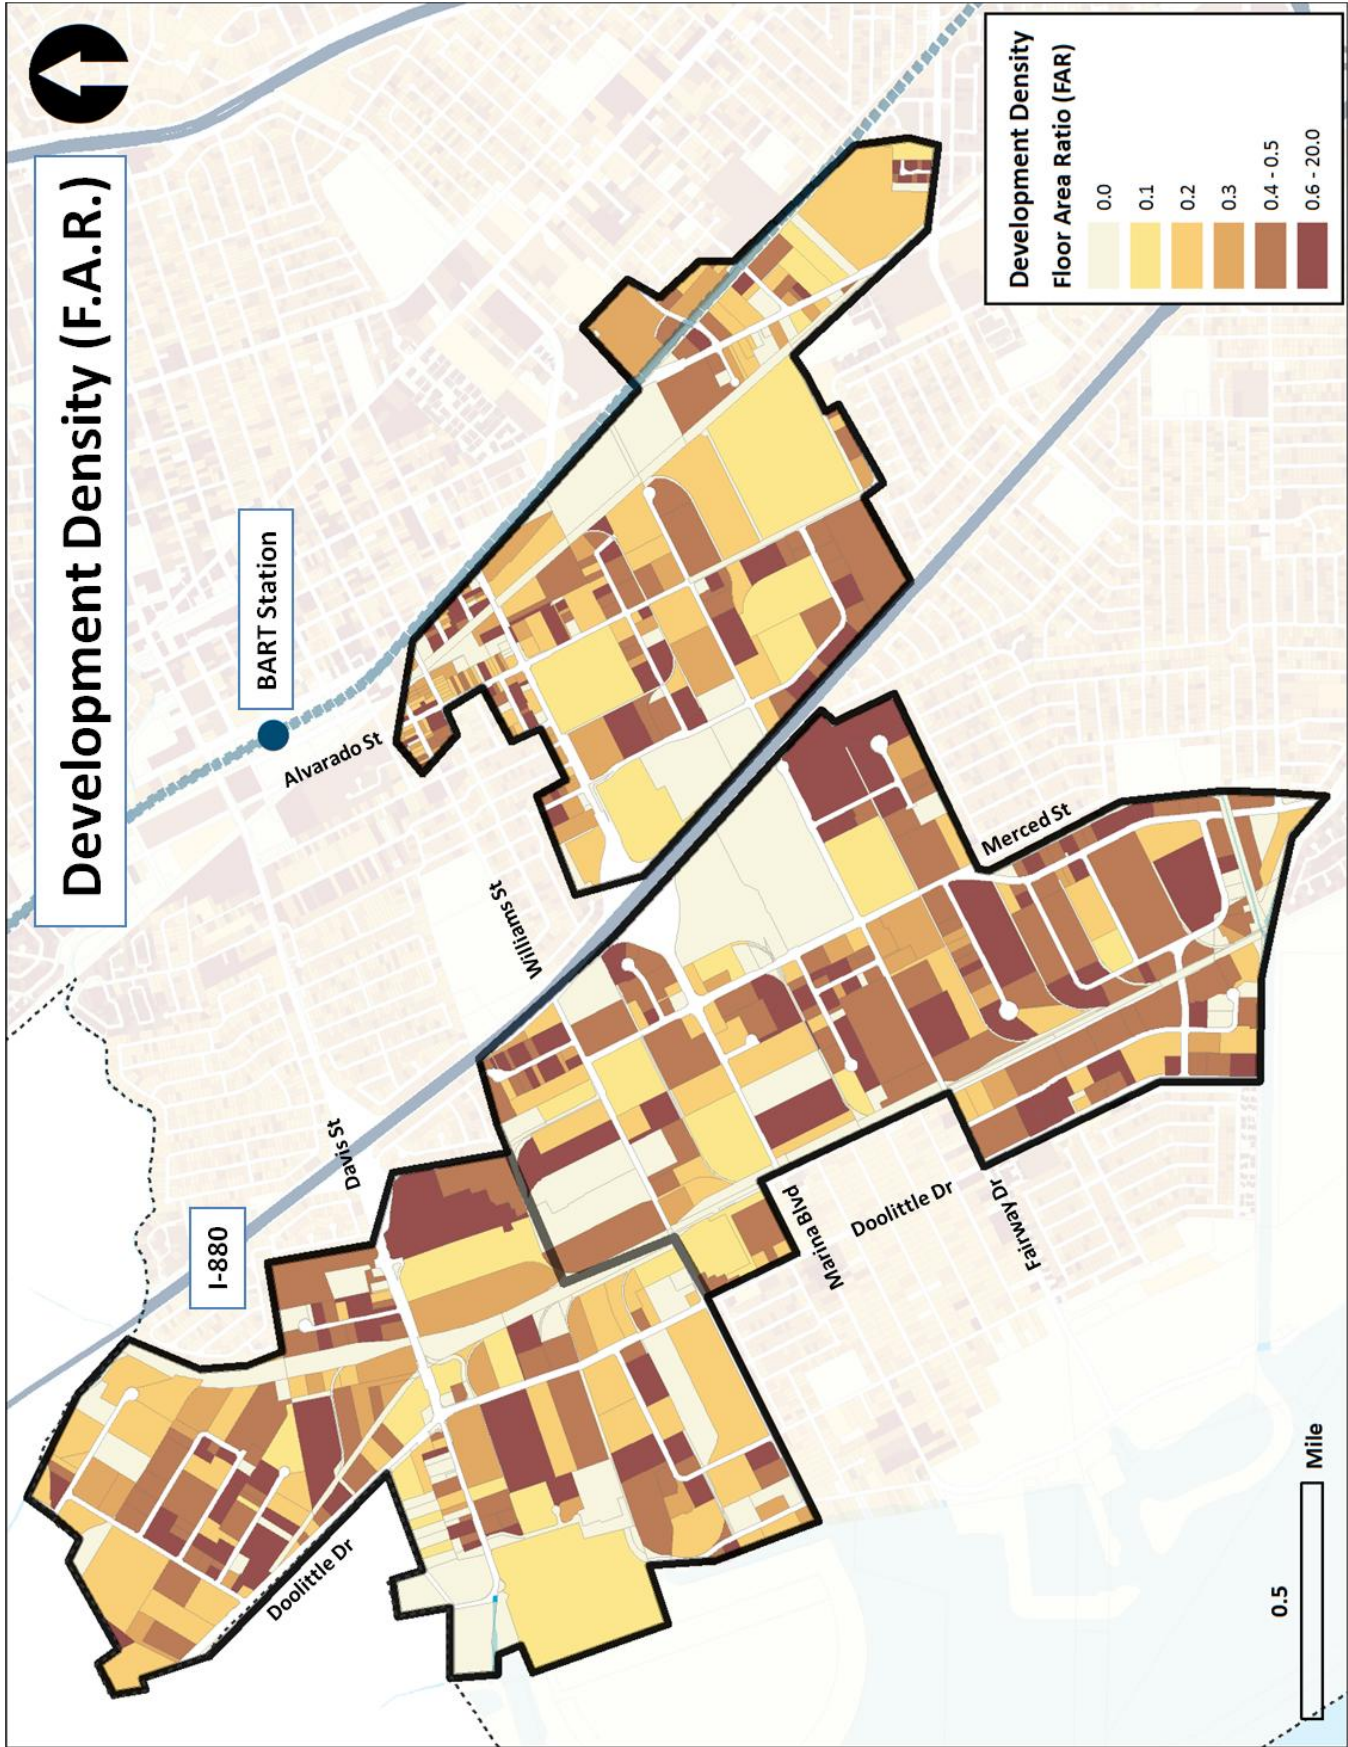 Development Density (F.A.R.)
BART Station
Alvarado St
I-880
Davis St
Williams St
Doolittle Dr
Merced St
Marina Blvd
Doolittle Dr
Fairway Dr
0.5
Mile
Development Density
Floor Area Ratio (FAR)
0.0
0.1
0.2
0.3
0.4 - 0.5
0.6 - 20.0